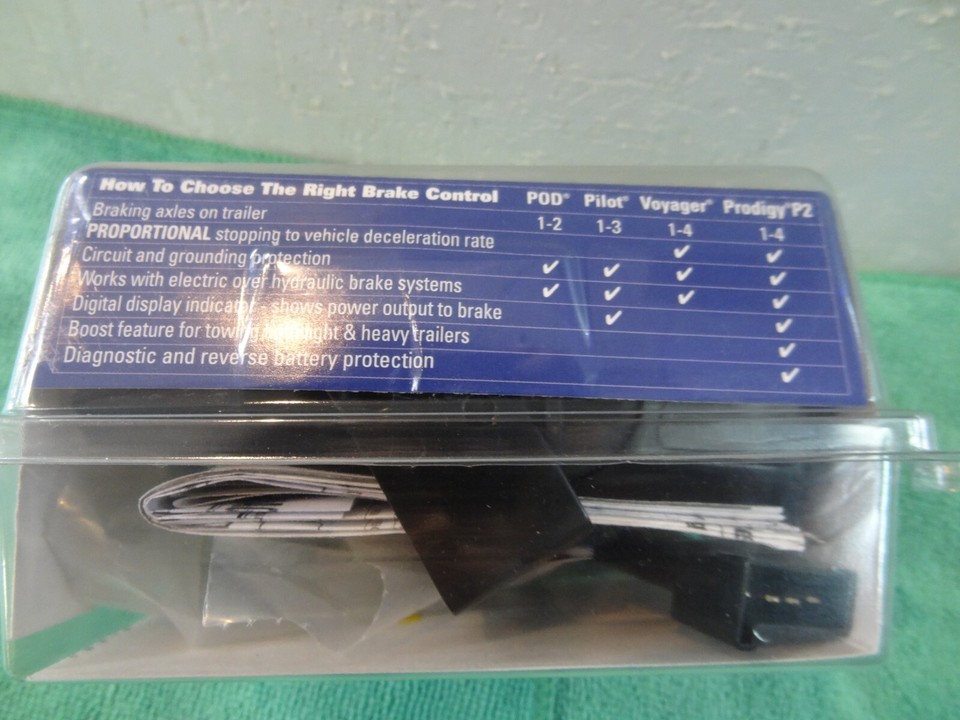 How To Choose The Right Brake Control POD® Pilot® Voyager® Prodigy® P2
Braking axles on trailer 1-2 1-3 1-4 1-4
PROPORTIONAL stopping to vehicle deceleration rate ✔ ✔
Circuit and grounding protection ✔ ✔ ✔ ✔
Works with electric over hydraulic brake systems ✔ ✔ ✔ ✔
Digital display indicator - shows power output to brake ✔ ✔
Boost feature for towing light & heavy trailers ✔
Diagnostic and reverse battery protection ✔